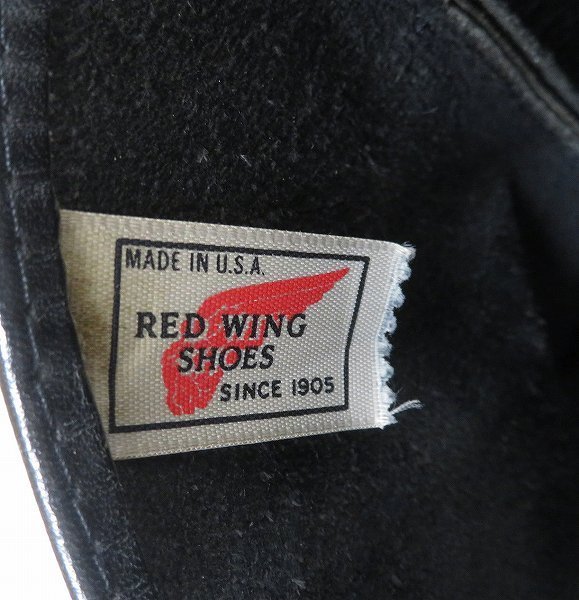 MADE IN U.S.A.
RED WING
SHOES
SINCE 1905